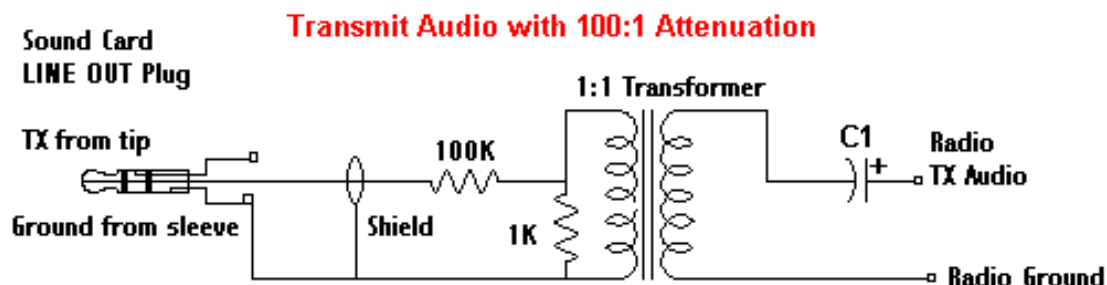 Transmit Audio with 100:1 Attenuation
Sound Card
LINE OUT Plug
1:1 Transformer
TX from tip
100K
C1
+
Radio
TX Audio
Ground from sleeve
Shield
1K
Radio Ground